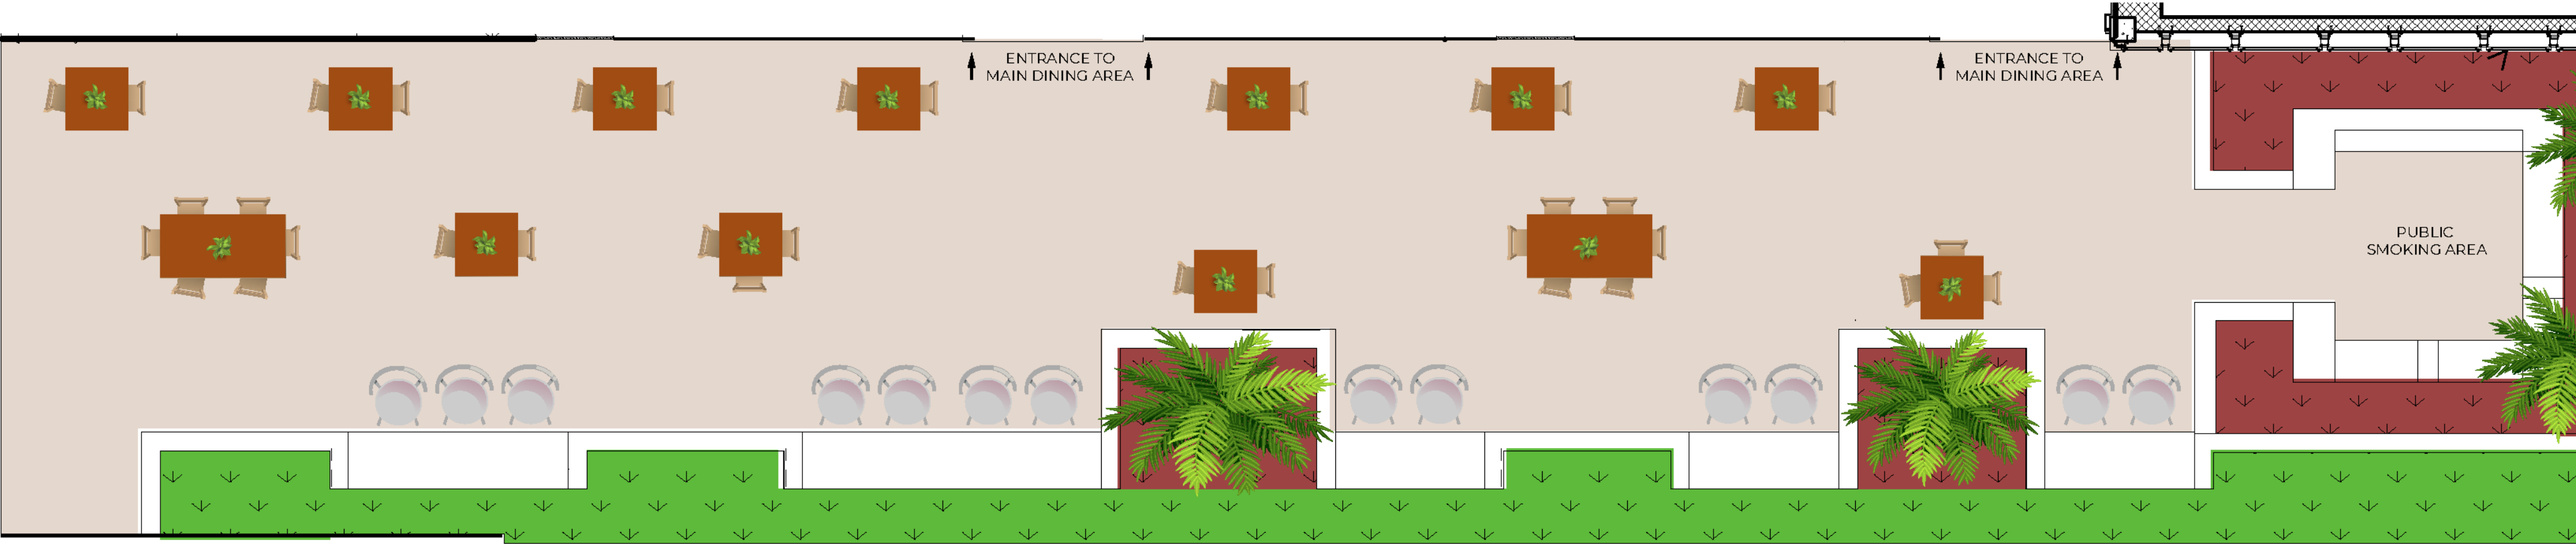 ENTRANCE TO
MAIN DINING AREA
ENTRANCE TO
MAIN DINING AREA
PUBLIC
SMOKING AREA